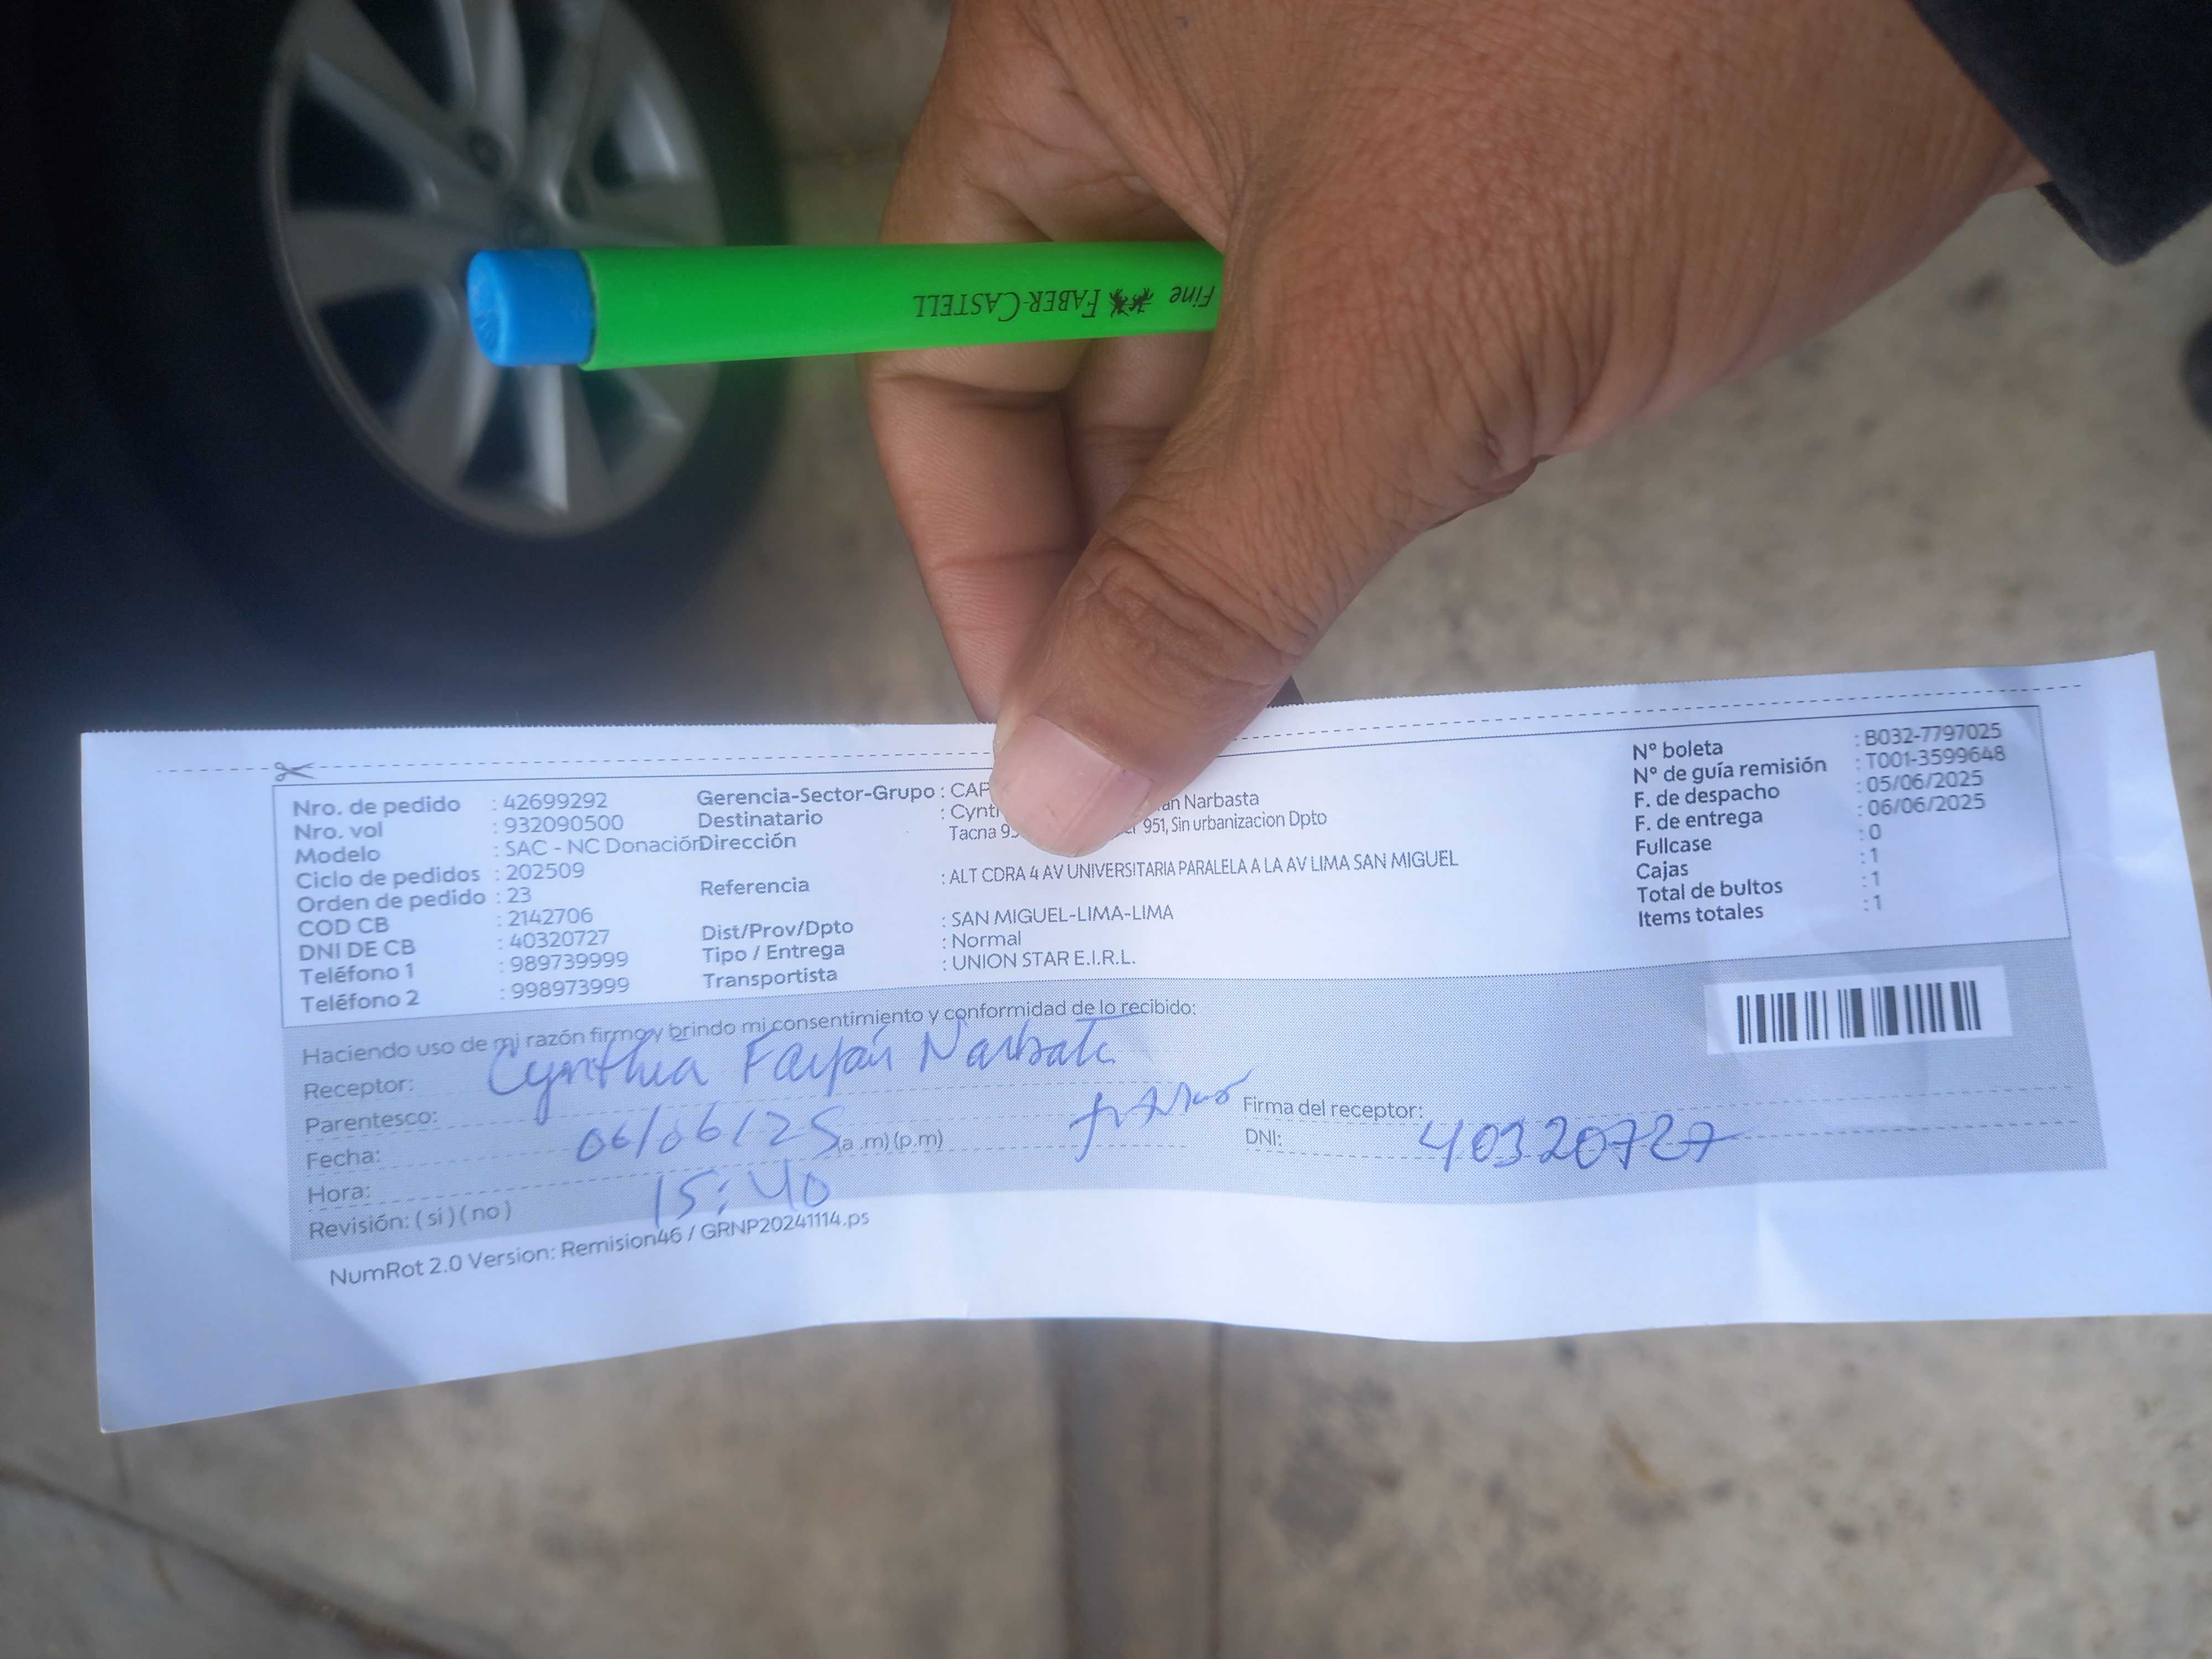 Fine FABER-CASTELL
Nro. de pedido : 42699292
Nro. vol : 932090500
Modelo : SAC - NC Donación
Ciclo de pedidos : 202509
Orden de pedido : 23
COD CB : 2142706
DNI DE CB : 40320727
Teléfono 1 : 989739999
Teléfono 2 : 998973999
Gerencia-Sector-Grupo :
Destinatario : Narbasta
Dirección Tacna 951, Sin urbanizacion Dpto
Referencia : ALT CDRA 4 AV UNIVERSITARIA PARALELA A LA AV LIMA SAN MIGUEL
Dist/Prov/Dpto : SAN MIGUEL-LIMA-LIMA
Tipo / Entrega : Normal
Transportista : UNION STAR E.I.R.L.
N° boleta : B032-7797025
N° de guía remisión : T001-3599648
F. de despacho : 05/06/2025
F. de entrega : 06/06/2025
Fullcase : 0
Cajas : 1
Total de bultos : 1
Items totales : 1
Haciendo uso de mi razón firmo y brindo mi consentimiento y conformidad de lo recibido:
Receptor: Cynthia Farfán
Parentesco:
Fecha: 06/06/25 (a.m) (p.m)
Hora: 15:40
Revisión: ( si ) ( no )
Firma del receptor:
DNI: 40320727
NumRot 2.0 Version: Remision46 / GRNP20241114.ps